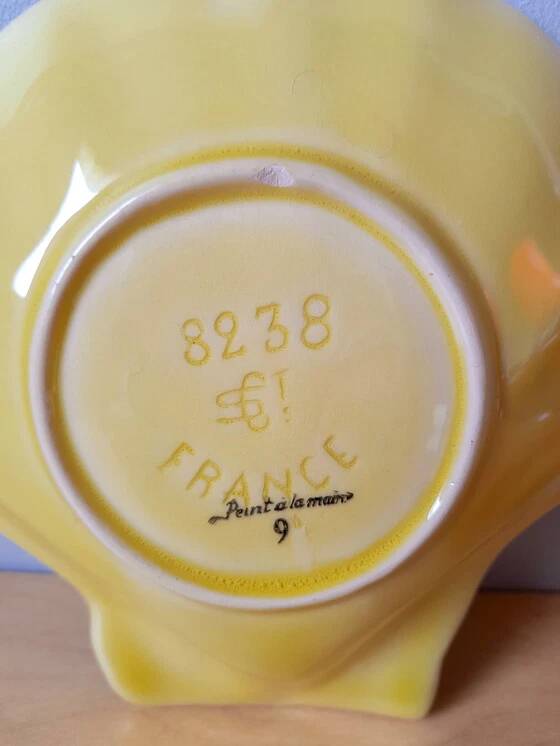 8238
FRANCE
Peint à la main
9